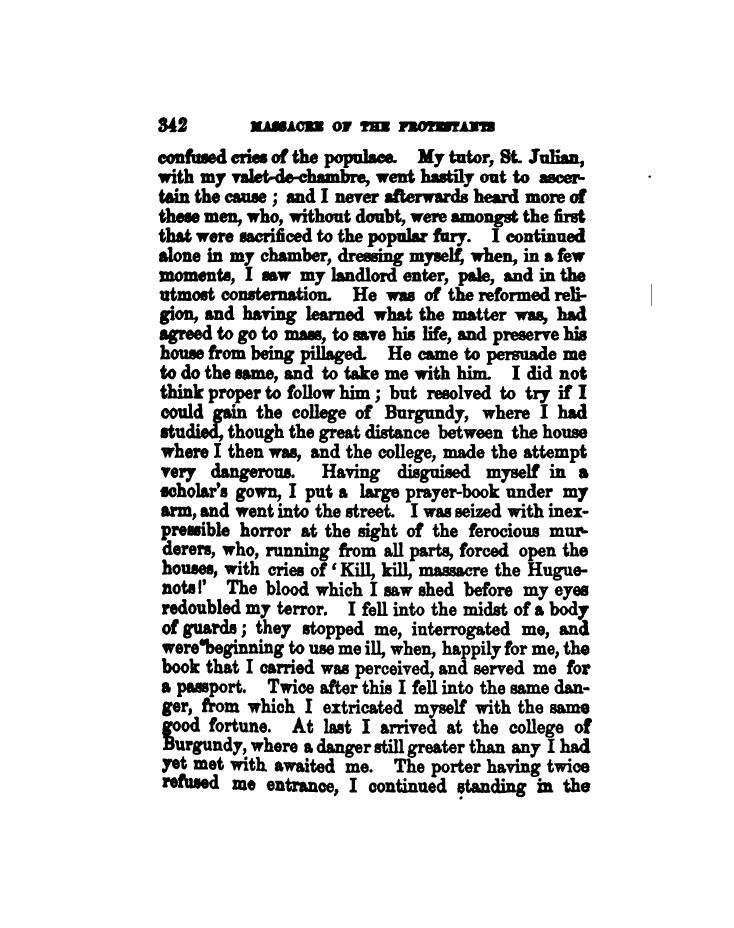 342 MASSACRE OF THE PROTESTANTS
confused cries of the populace. My tutor, St. Julian,
with my valet-de-chambre, went hastily out to ascer-
tain the cause ; and I never afterwards heard more of
these men, who, without doubt, were amongst the first
that were sacrificed to the popular fury. I continued
alone in my chamber, dressing myself, when, in a few
moments, I saw my landlord enter, pale, and in the
utmost consternation. He was of the reformed reli-
gion, and having learned what the matter was, had
agreed to go to mass, to save his life, and preserve his
house from being pillaged. He came to persuade me
to do the same, and to take me with him. I did not
think proper to follow him ; but resolved to try if I
could gain the college of Burgundy, where I had
studied, though the great distance between the house
where I then was, and the college, made the attempt
very dangerous. Having disguised myself in a
scholar's gown, I put a large prayer-book under my
arm, and went into the street. I was seized with inex-
pressible horror at the sight of the ferocious mur-
derers, who, running from all parts, forced open the
houses, with cries of ‘ Kill, kill, massacre the Hugue-
nots!’ The blood which I saw shed before my eyes
redoubled my terror. I fell into the midst of a body
of guards ; they stopped me, interrogated me, and
were beginning to use me ill, when, happily for me, the
book that I carried was perceived, and served me for
a passport. Twice after this I fell into the same dan-
ger, from which I extricated myself with the same
good fortune. At last I arrived at the college of
Burgundy, where a danger still greater than any I had
yet met with awaited me. The porter having twice
refused me entrance, I continued standing in the